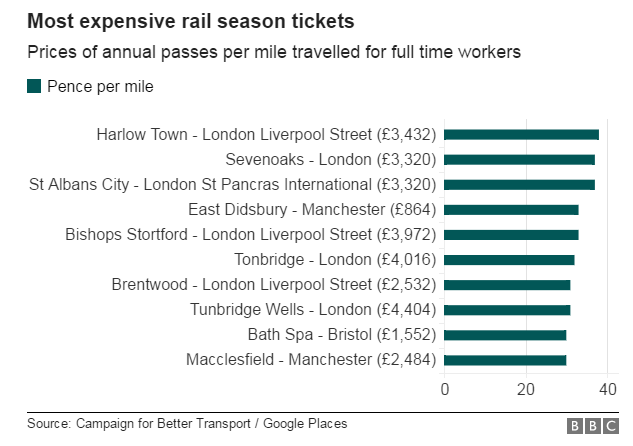 Most expensive rail season tickets
Prices of annual passes per mile travelled for full time workers
Pence per mile
Harlow Town - London Liverpool Street (£3,432)
Sevenoaks - London (£3,320)
St Albans City - London St Pancras International (£3,320)
East Didsbury - Manchester (£864)
Bishops Stortford - London Liverpool Street (£3,972)
Tonbridge - London (£4,016)
Brentwood - London Liverpool Street (£2,532)
Tunbridge Wells - London (£4,404)
Bath Spa - Bristol (£1,552)
Macclesfield - Manchester (£2,484)
0 20 40
Source: Campaign for Better Transport / Google Places
BBC